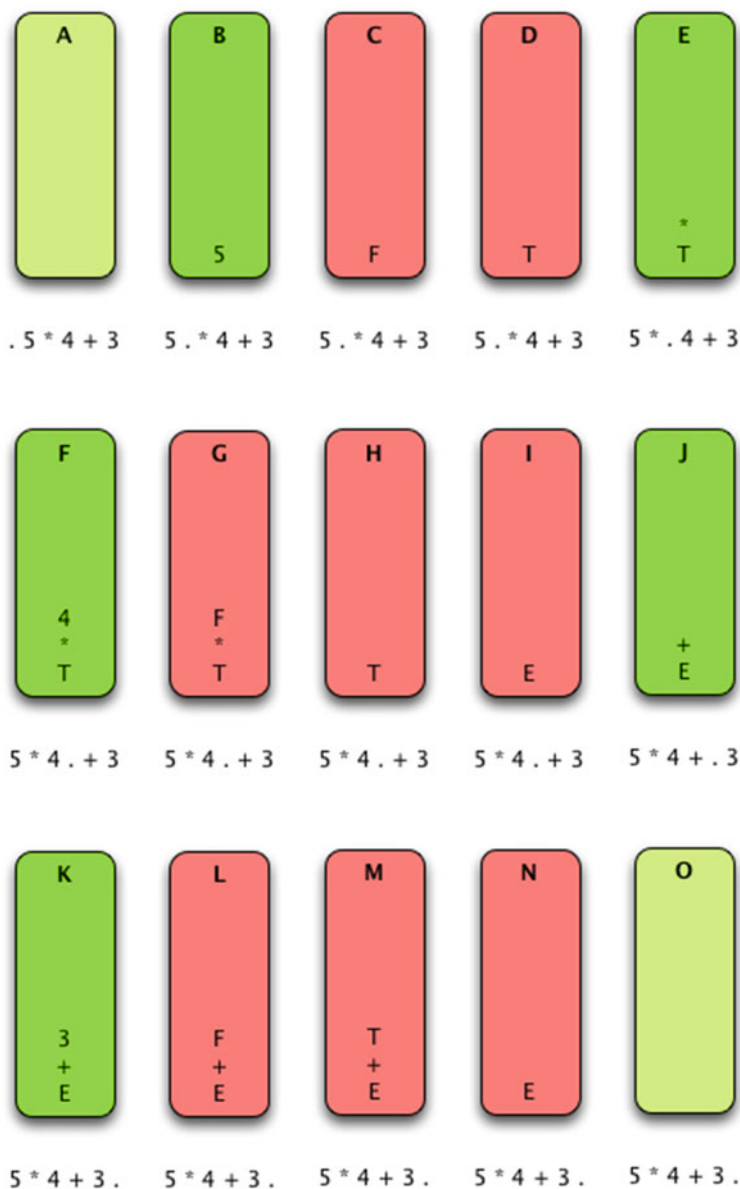 A B C D E
*
5 F T T
. 5 * 4 + 3 5 . * 4 + 3 5 . * 4 + 3 5 . * 4 + 3 5 * . 4 + 3
F G H I J
4 F
* * +
T T T E E
5 * 4 . + 3 5 * 4 . + 3 5 * 4 . + 3 5 * 4 . + 3 5 * 4 + . 3
K L M N O
3 F T
+ + +
E E E E
5 * 4 + 3 . 5 * 4 + 3 . 5 * 4 + 3 . 5 * 4 + 3 . 5 * 4 + 3 .